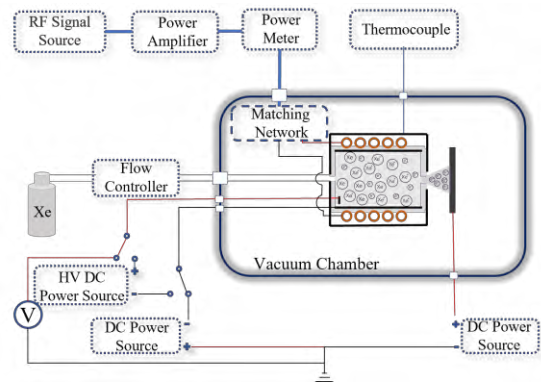 RF Signal
Source
Power
Amplifier
Power
Meter
Thermocouple
Matching
Network
Flow
Controller
Xe
Vacuum Chamber
HV DC
Power Source
+
-
V
DC Power
Source
-
+
+
-
DC Power
Source